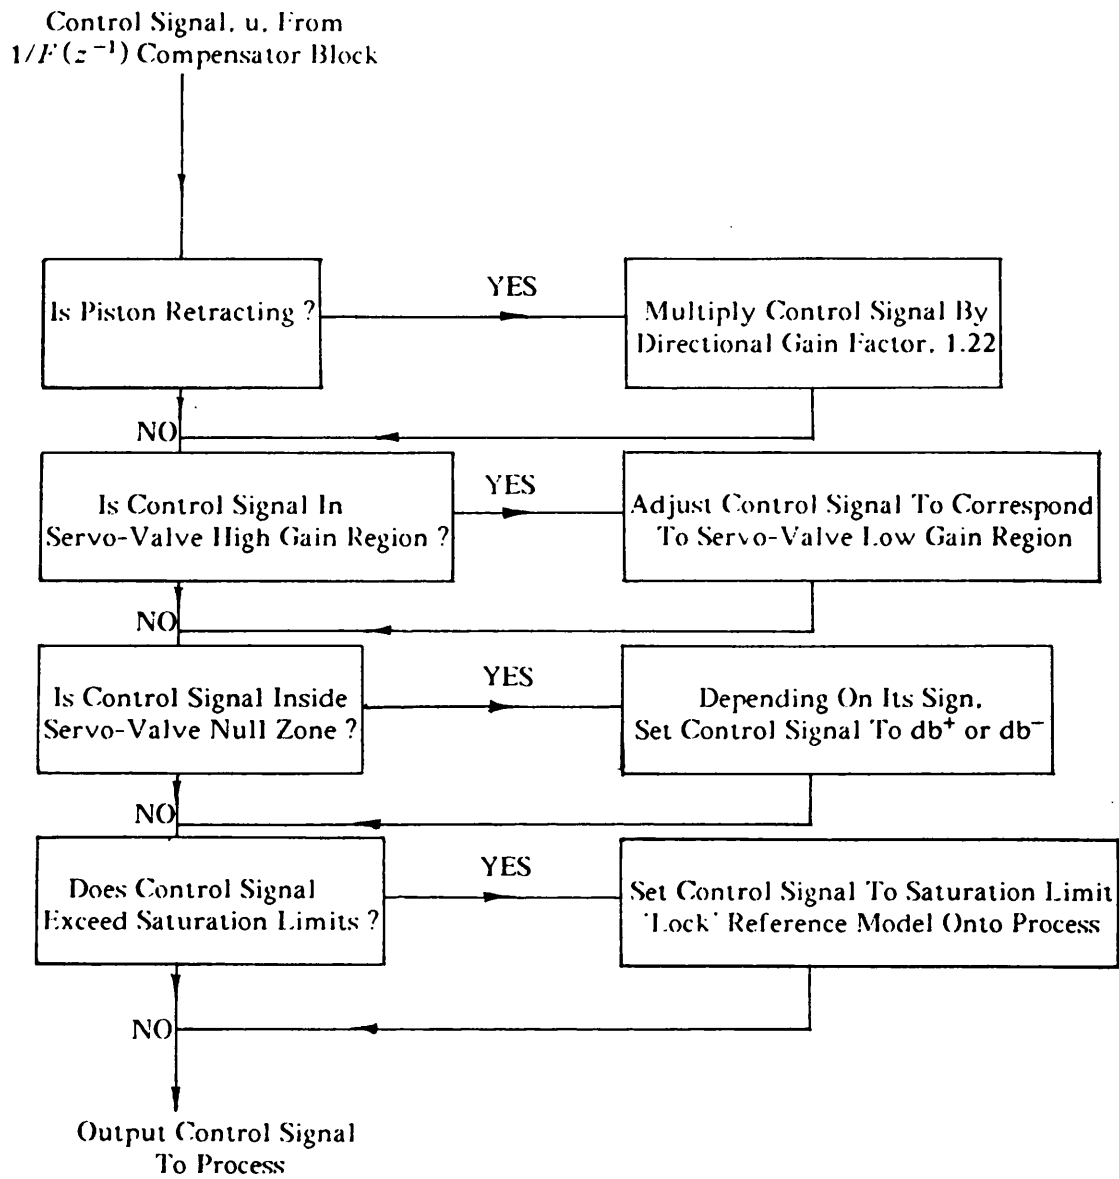 Control Signal, u, From
1/F(z⁻¹) Compensator Block
Is Piston Retracting ?
YES
Multiply Control Signal By
Directional Gain Factor, 1.22
NO
Is Control Signal In
Servo-Valve High Gain Region ?
YES
Adjust Control Signal To Correspond
To Servo-Valve Low Gain Region
NO
Is Control Signal Inside
Servo-Valve Null Zone ?
YES
Depending On Its Sign,
Set Control Signal To db⁺ or db⁻
NO
Does Control Signal
Exceed Saturation Limits ?
YES
Set Control Signal To Saturation Limit
'Lock' Reference Model Onto Process
NO
Output Control Signal
To Process